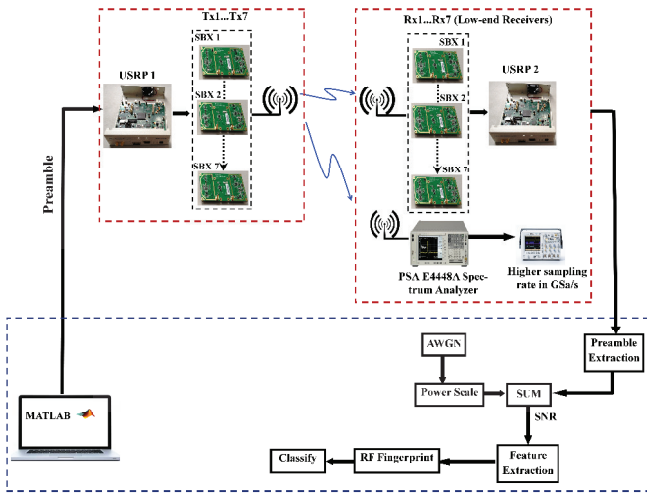 Tx1...Tx7
Rx1...Rx7 (Low-end Receivers)
SBX 1
USRP 1
SBX 2
SBX 7
SBX 1
SBX 2
USRP 2
SBX 7
Preamble
PSA E4448A Spec-
trum Analyzer
Higher sampling
rate in GSa/s
MATLAB
AWGN
Power Scale
SUM
Preamble
Extraction
SNR
Classify
RF Fingerprint
Feature
Extraction